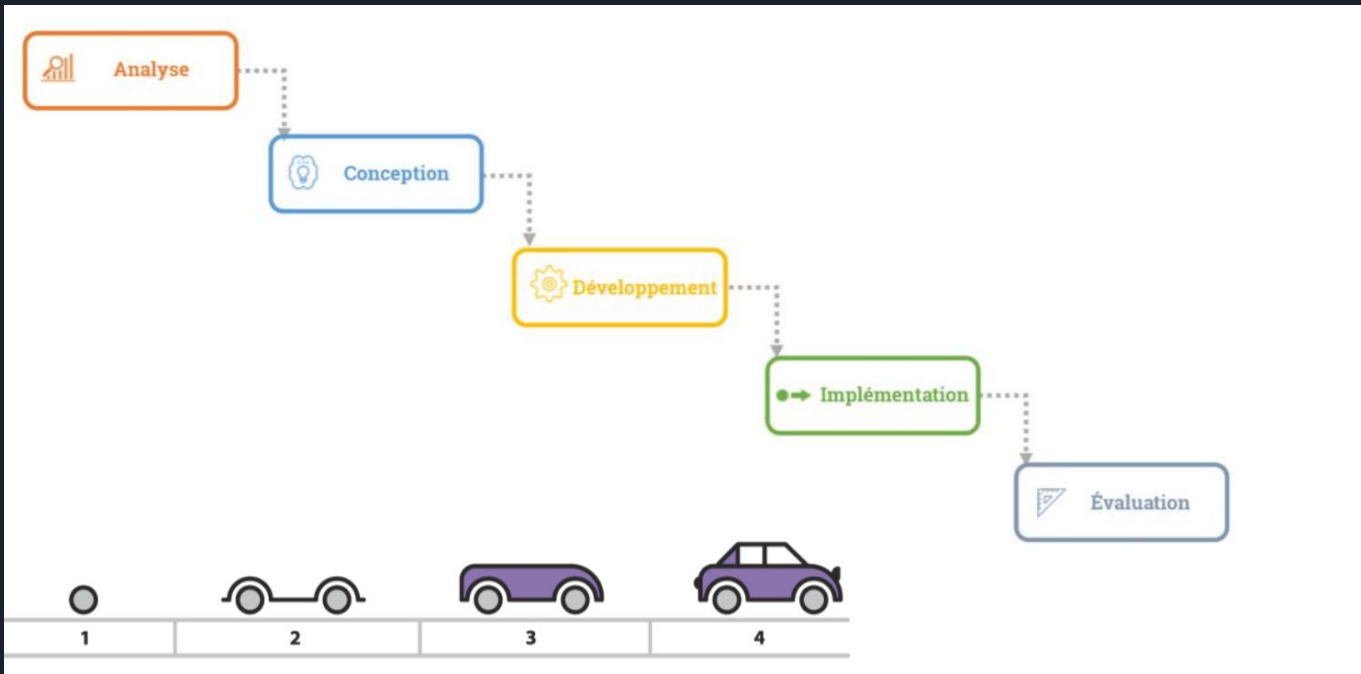 Analyse
Conception
Développement
Implémentation
Évaluation
1 2 3 4